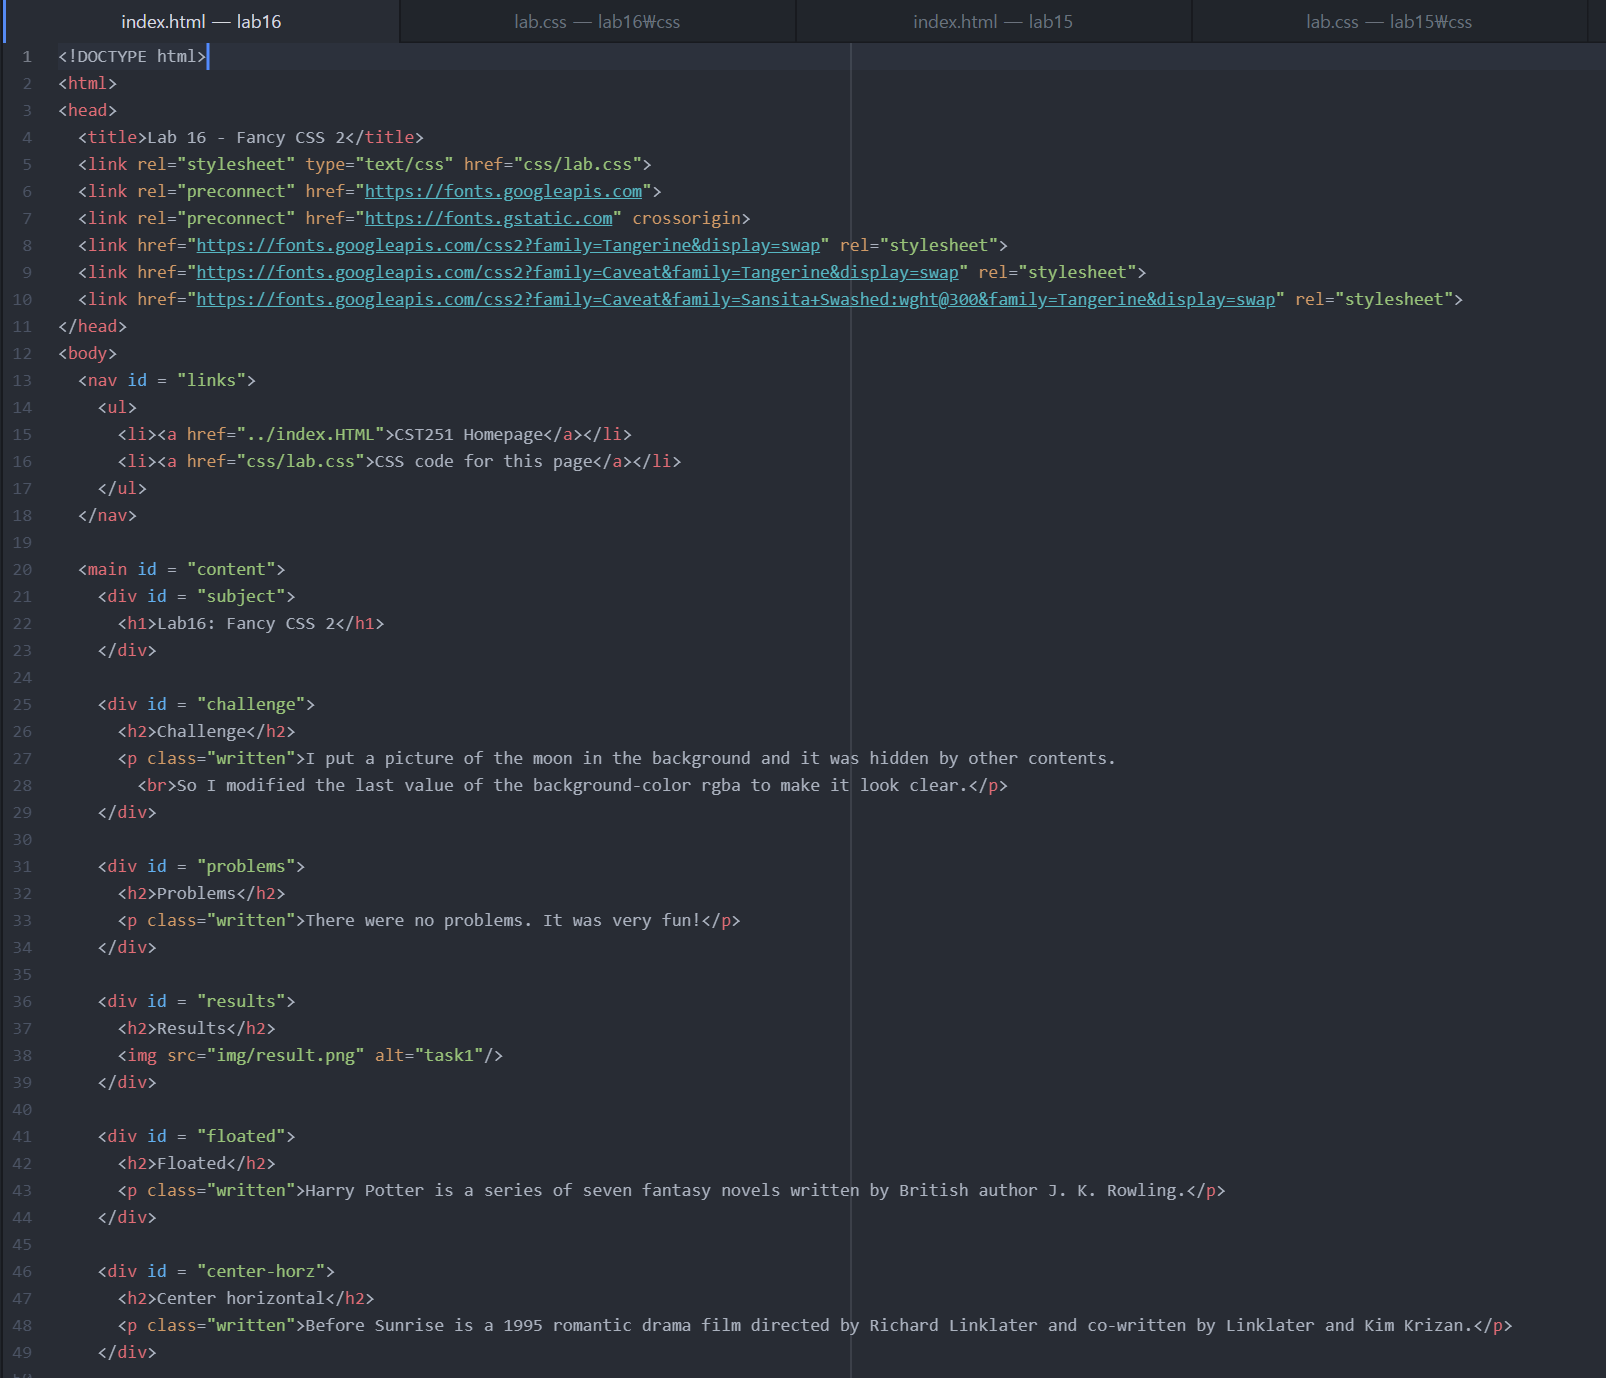 index.html — lab16
lab.css — lab16₩css
index.html — lab15
lab.css — lab15₩css
1 <!DOCTYPE html>
2 <html>
3 <head>
4   <title>Lab 16 - Fancy CSS 2</title>
5   <link rel="stylesheet" type="text/css" href="css/lab.css">
6   <link rel="preconnect" href="https://fonts.googleapis.com">
7   <link rel="preconnect" href="https://fonts.gstatic.com" crossorigin>
8   <link href="https://fonts.googleapis.com/css2?family=Tangerine&display=swap" rel="stylesheet">
9   <link href="https://fonts.googleapis.com/css2?family=Caveat&family=Tangerine&display=swap" rel="stylesheet">
10   <link href="https://fonts.googleapis.com/css2?family=Caveat&family=Sansita+Swashed:wght@300&family=Tangerine&display=swap" rel="stylesheet">
11 </head>
12 <body>
13   <nav id = "links">
14     <ul>
15       <li><a href="../index.HTML">CST251 Homepage</a></li>
16       <li><a href="css/lab.css">CSS code for this page</a></li>
17     </ul>
18   </nav>
19
20   <main id = "content">
21     <div id = "subject">
22       <h1>Lab16: Fancy CSS 2</h1>
23     </div>
24
25     <div id = "challenge">
26       <h2>Challenge</h2>
27       <p class="written">I put a picture of the moon in the background and it was hidden by other contents.
28         <br>So I modified the last value of the background-color rgba to make it look clear.</p>
29     </div>
30
31     <div id = "problems">
32       <h2>Problems</h2>
33       <p class="written">There were no problems. It was very fun!</p>
34     </div>
35
36     <div id = "results">
37       <h2>Results</h2>
38       <img src="img/result.png" alt="task1"/>
39     </div>
40
41     <div id = "floated">
42       <h2>Floated</h2>
43       <p class="written">Harry Potter is a series of seven fantasy novels written by British author J. K. Rowling.</p>
44     </div>
45
46     <div id = "center-horz">
47       <h2>Center horizontal</h2>
48       <p class="written">Before Sunrise is a 1995 romantic drama film directed by Richard Linklater and co-written by Linklater and Kim Krizan.</p>
49     </div>